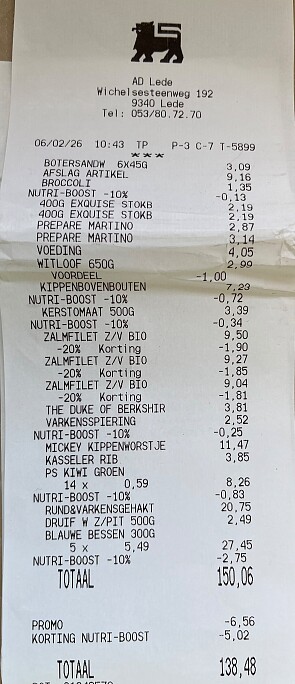 AD Lede
Wichelsesteenweg 192
9340 Lede
Tel: 053/80.72.70
06/02/26 10:43 TP P-3 C-7 T-5899
***
BOTERSANDW 6X45G 3,09
AFSLAG ARTIKEL 9,16
BROCCOLI 1,35
NUTRI-BOOST -10% -0,13
400G EXQUISE STOKB 2,19
400G EXQUISE STOKB 2,19
PREPARE MARTINO 2,87
PREPARE MARTINO 3,14
VOEDING 4,05
WITLOOF 650G 2,99
VOORDEEL -1,00
KIPPENBOVENBOUTEN 7,23
NUTRI-BOOST -10% -0,72
KERSTOMAAT 500G 3,39
NUTRI-BOOST -10% -0,34
ZALMFILET Z/V BIO 9,50
-20% Korting -1,90
ZALMFILET Z/V BIO 9,27
-20% Korting -1,85
ZALMFILET Z/V BIO 9,04
-20% Korting -1,81
THE DUKE OF BERKSHIR 3,81
VARKENSSPIERING 2,52
NUTRI-BOOST -10% -0,25
MICKEY KIPPENWORSTJE 11,47
KASSELER RIB 3,85
PS KIWI GROEN
14 x 0,59 8,26
NUTRI-BOOST -10% -0,83
RUND&VARKENSGEHAKT 20,75
DRUIF W Z/PIT 500G 2,49
BLAUWE BESSEN 300G
5 x 5,49 27,45
NUTRI-BOOST -10% -2,75
TOTAAL 150,06
PROMO -6,56
KORTING NUTRI-BOOST -5,02
TOTAAL 138,48